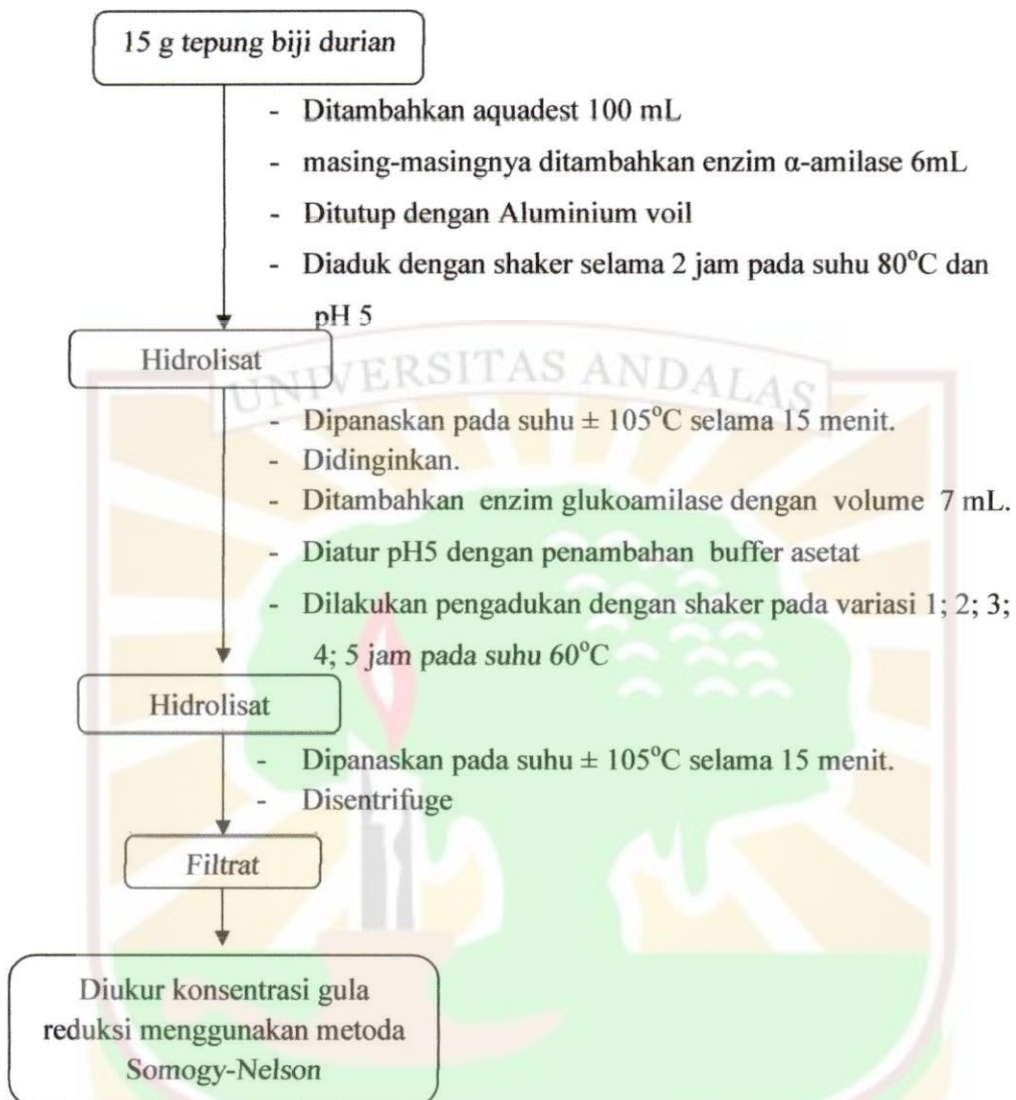 15 g tepung biji durian
- Ditambahkan aquadest 100 mL
- masing-masingnya ditambahkan enzim α-amilase 6mL
- Ditutup dengan Aluminium voil
- Diaduk dengan shaker selama 2 jam pada suhu 80°C dan
pH 5
Hidrolisat
UNIVERSITAS ANDALAS
- Dipanaskan pada suhu ± 105°C selama 15 menit.
- Didinginkan.
- Ditambahkan enzim glukoamilase dengan volume 7 mL.
- Diatur pH5 dengan penambahan buffer asetat
- Dilakukan pengadukan dengan shaker pada variasi 1; 2; 3;
4; 5 jam pada suhu 60°C
Hidrolisat
- Dipanaskan pada suhu ± 105°C selama 15 menit.
- Disentrifuge
Filtrat
Diukur konsentrasi gula
reduksi menggunakan metoda
Somogy-Nelson